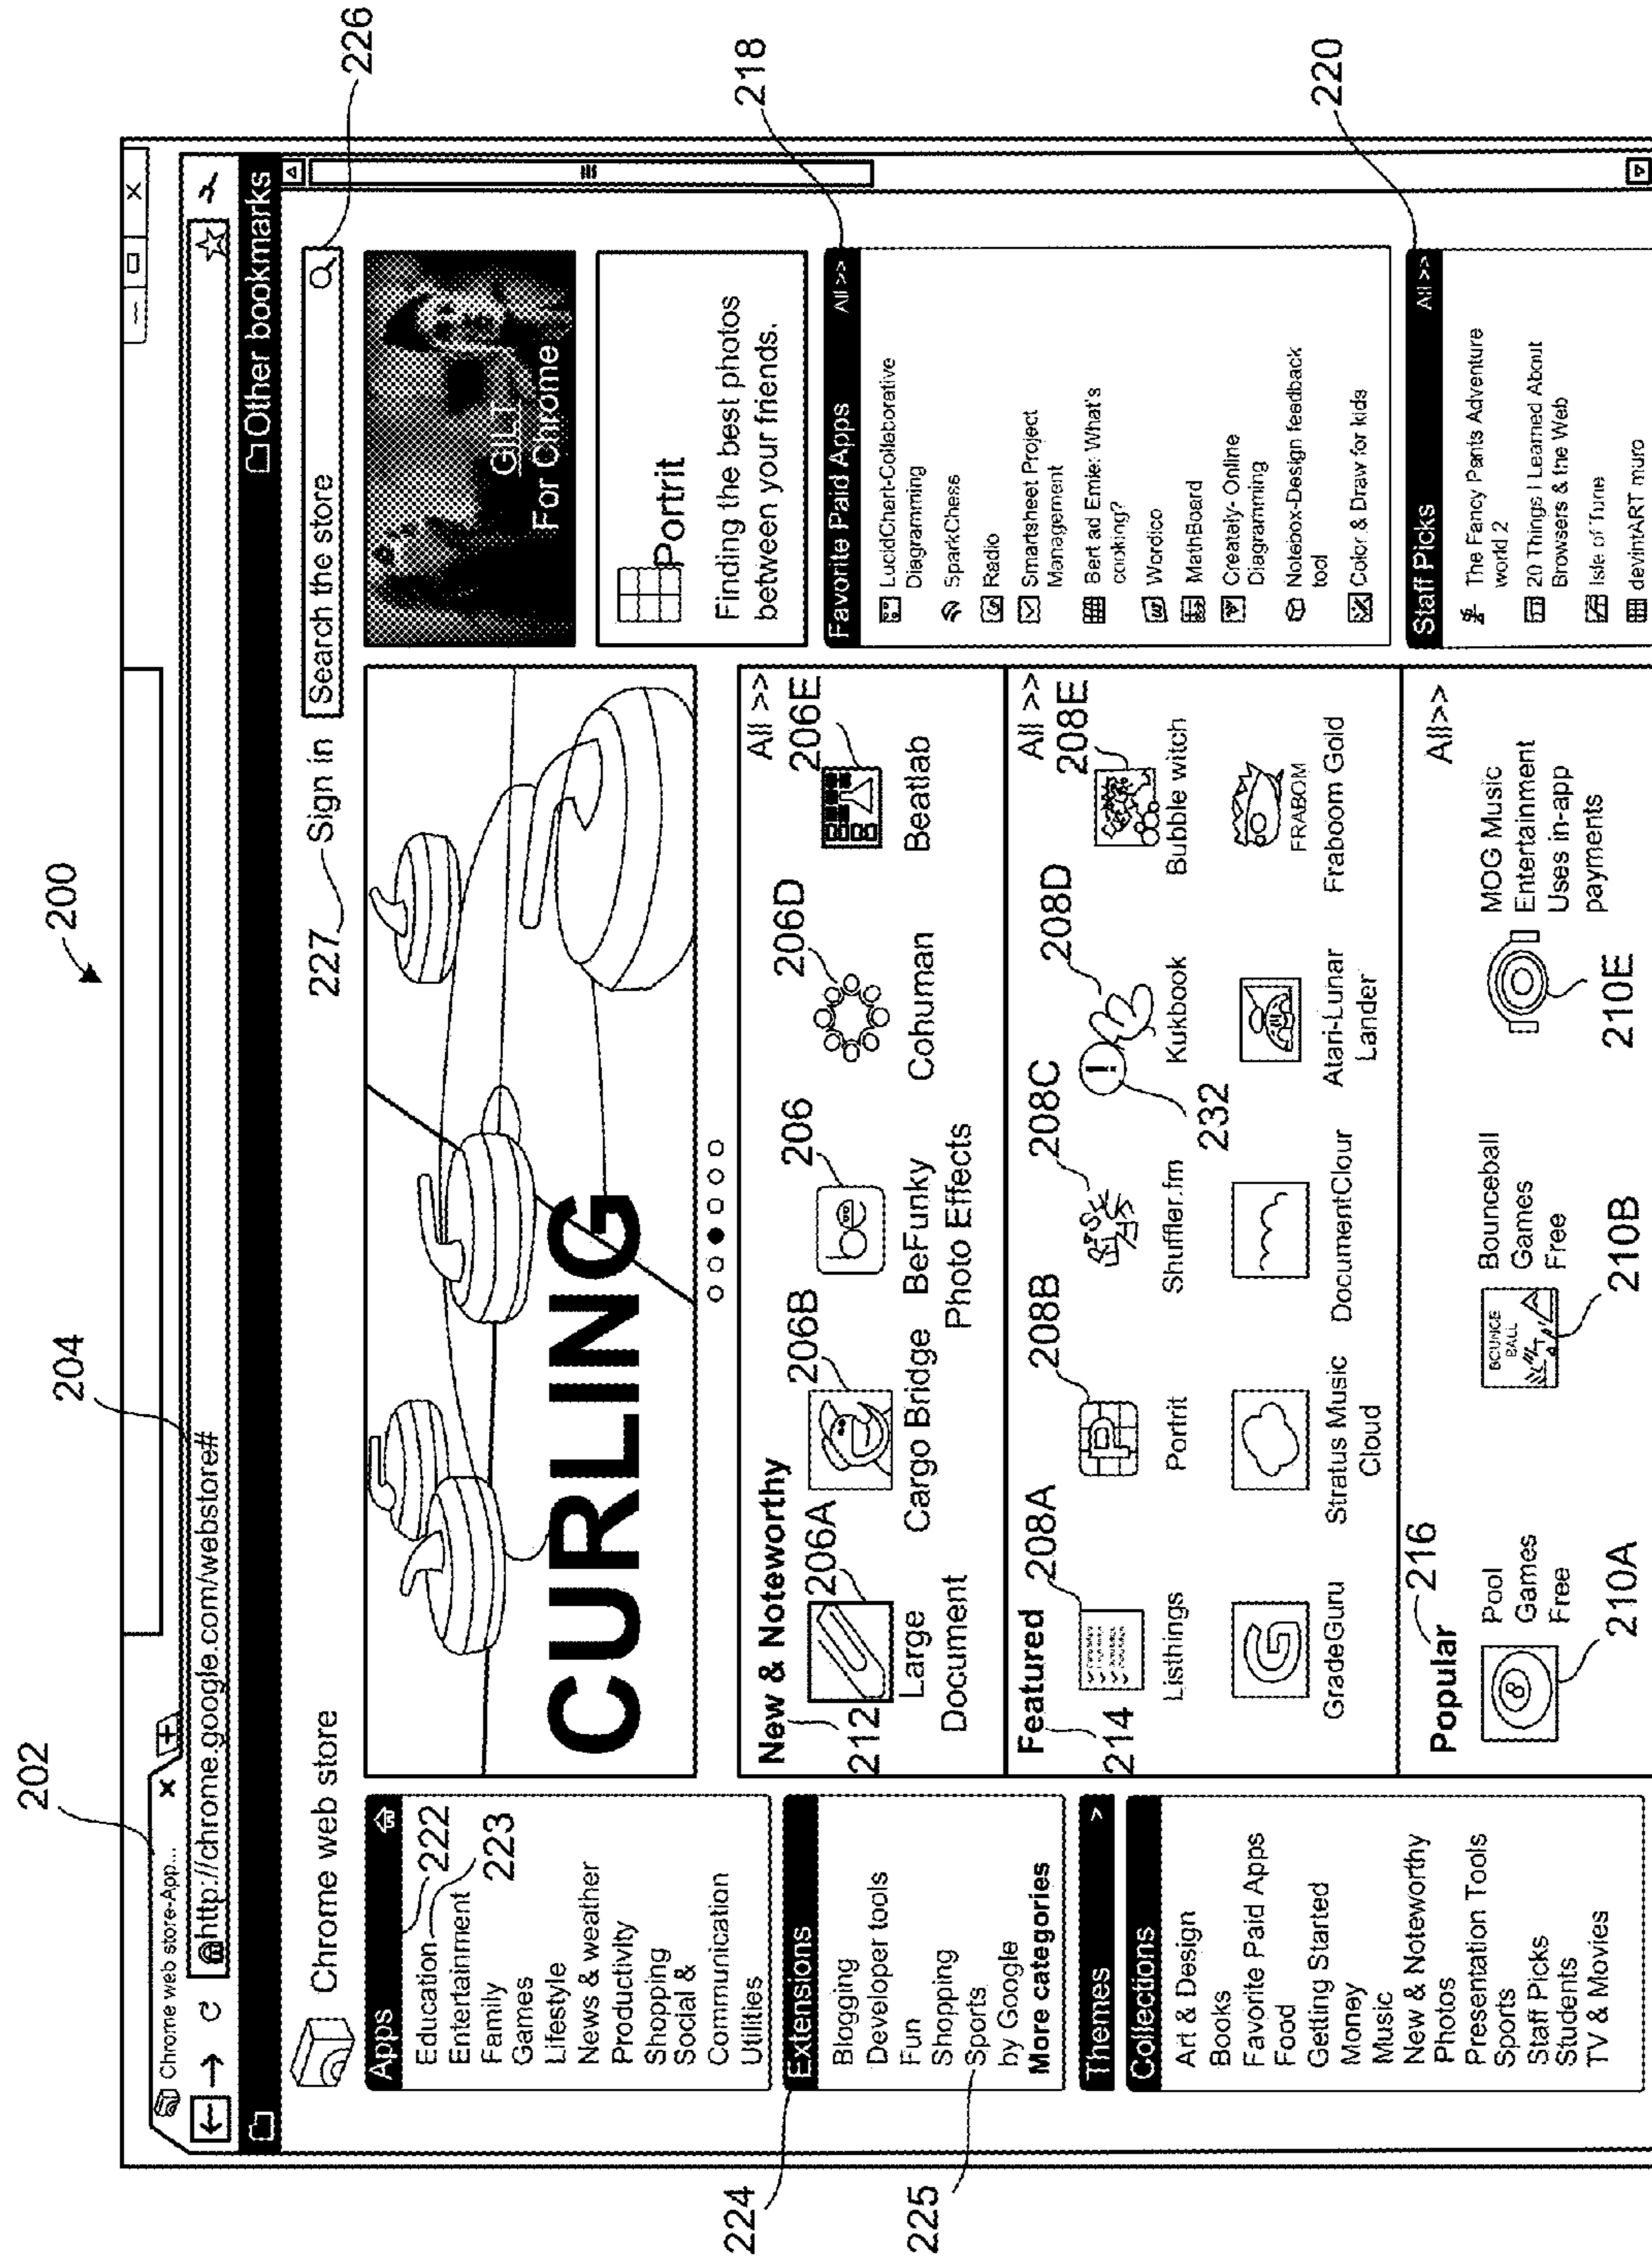 200
202
204
Chrome web store-App...
http://chrome.google.com/webstore#
Other bookmarks
Chrome web store
227
Sign in
Search the store
226
Apps
222
Education
223
Entertainment
Family
Games
Lifestyle
News & weather
Productivity
Shopping
Social &
Communication
Utilities
224
Extensions
Blogging
Developer tools
Fun
Shopping
Sports
225
by Google
More categories
Themes >
Collections
Art & Design
Books
Favorite Paid Apps
Food
Getting Started
Money
Music
New & Noteworthy
Photos
Presentation Tools
Sports
Staff Picks
Students
TV & Movies
CURLING
New & Noteworthy
All >>
212
206A
206B
206
206D
206E
be
Large
Document
Cargo Bridge
BeFunky
Photo Effects
Cohuman
Beatlab
Featured
All >>
214
208A
208B
208C
208D
208E
232
P
!
Listhings
Portrit
Shuffler.fm
Kukbook
Bubble witch
G
FRABOM
GradeGuru
Stratus Music
Cloud
DocumentClour
Atari-Lunar
Lander
Fraboom Gold
Popular
216
All>>
8
Pool
Games
Free
210A
BOUNCE
BALL
Bounceball
Games
Free
210B
MOG Music
Entertainment
Uses in-app
payments
210E
GILT
For Chrome
Portrit
Finding the best photos
between your friends.
Favorite Paid Apps
All >>
218
LucidChart-Collaborative
Diagramming
SparkChess
Radio
Smartsheet Project
Management
Bert ad Ernie: What's
cooking?
Wordico
MathBoard
Creataly- Online
Diagramming
Notebox-Design feedback
tool
Color & Draw for kids
Staff Picks
All >>
220
The Fancy Pants Adventure
world 2
20 Things I Learned About
Browsers & the Web
Isle of Tune
devintART muro